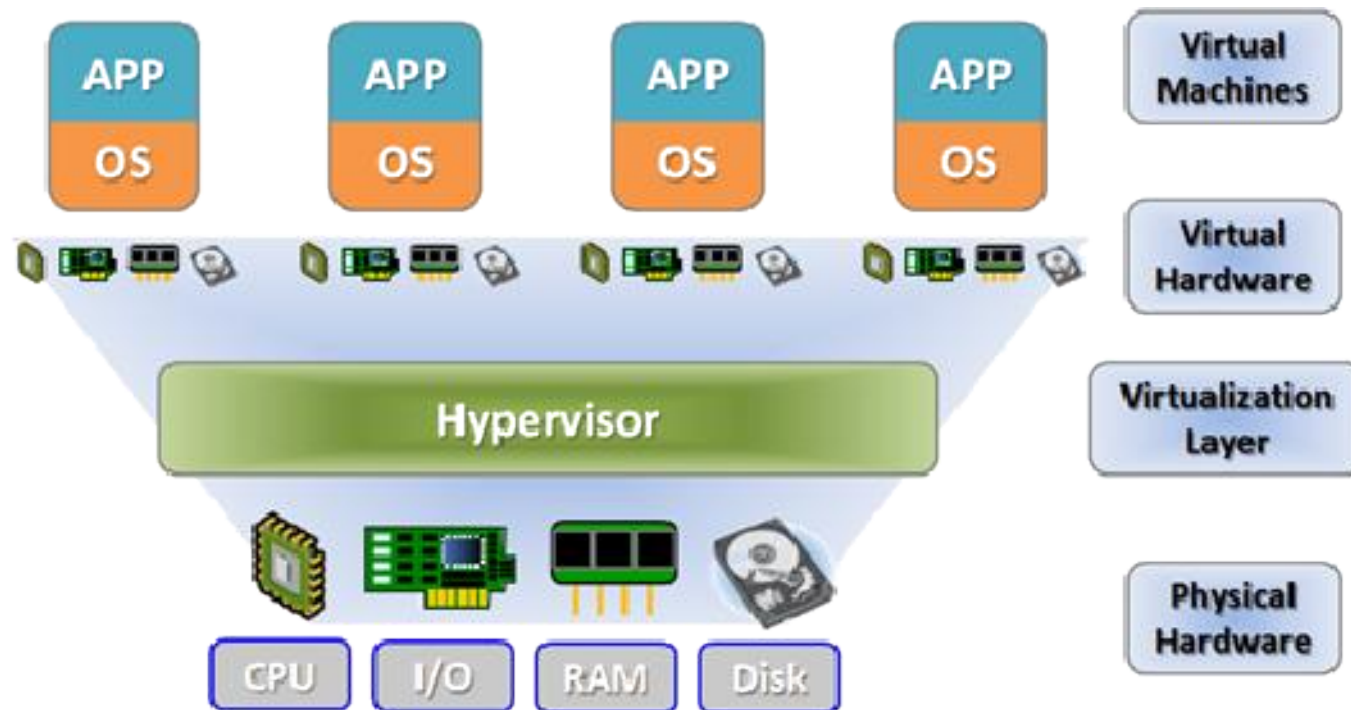 APP
OS
APP
OS
APP
OS
APP
OS
Virtual
Machines
Virtual
Hardware
Hypervisor
Virtualization
Layer
Physical
Hardware
CPU
I/O
RAM
Disk